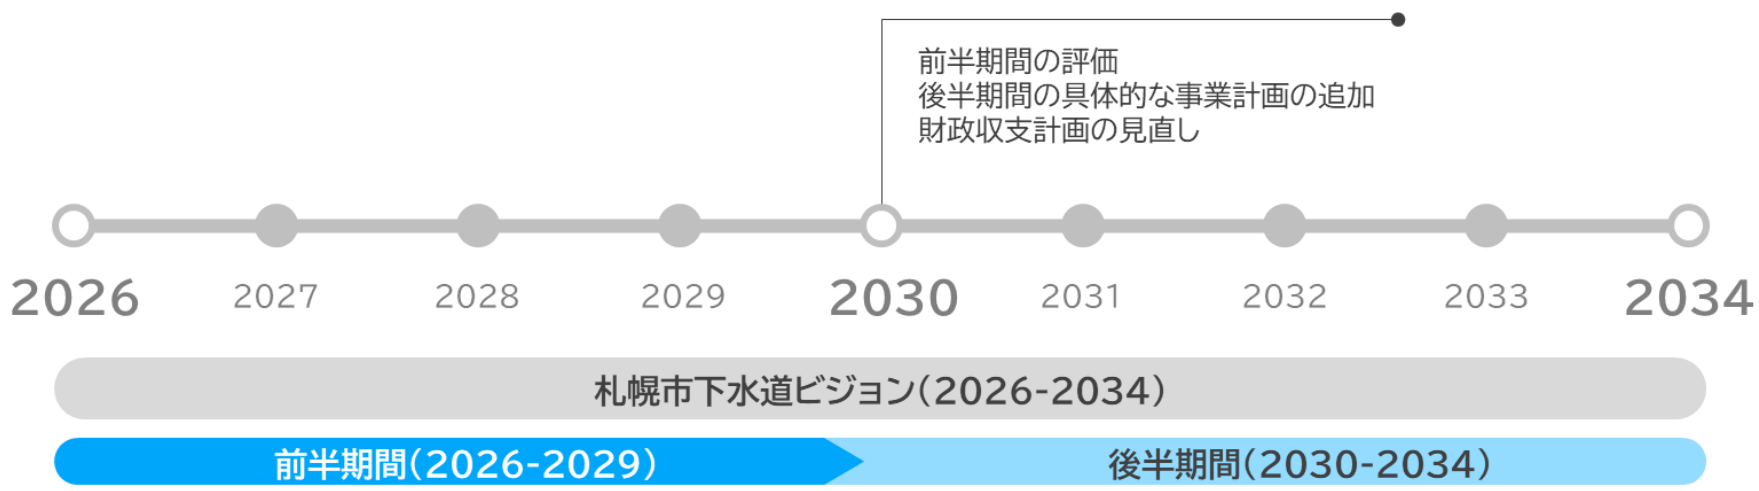 前半期間の評価
後半期間の具体的な事業計画の追加
財政収支計画の見直し
2026 2027 2028 2029 2030 2031 2032 2033 2034
札幌市下水道ビジョン(2026-2034)
前半期間(2026-2029) 後半期間(2030-2034)